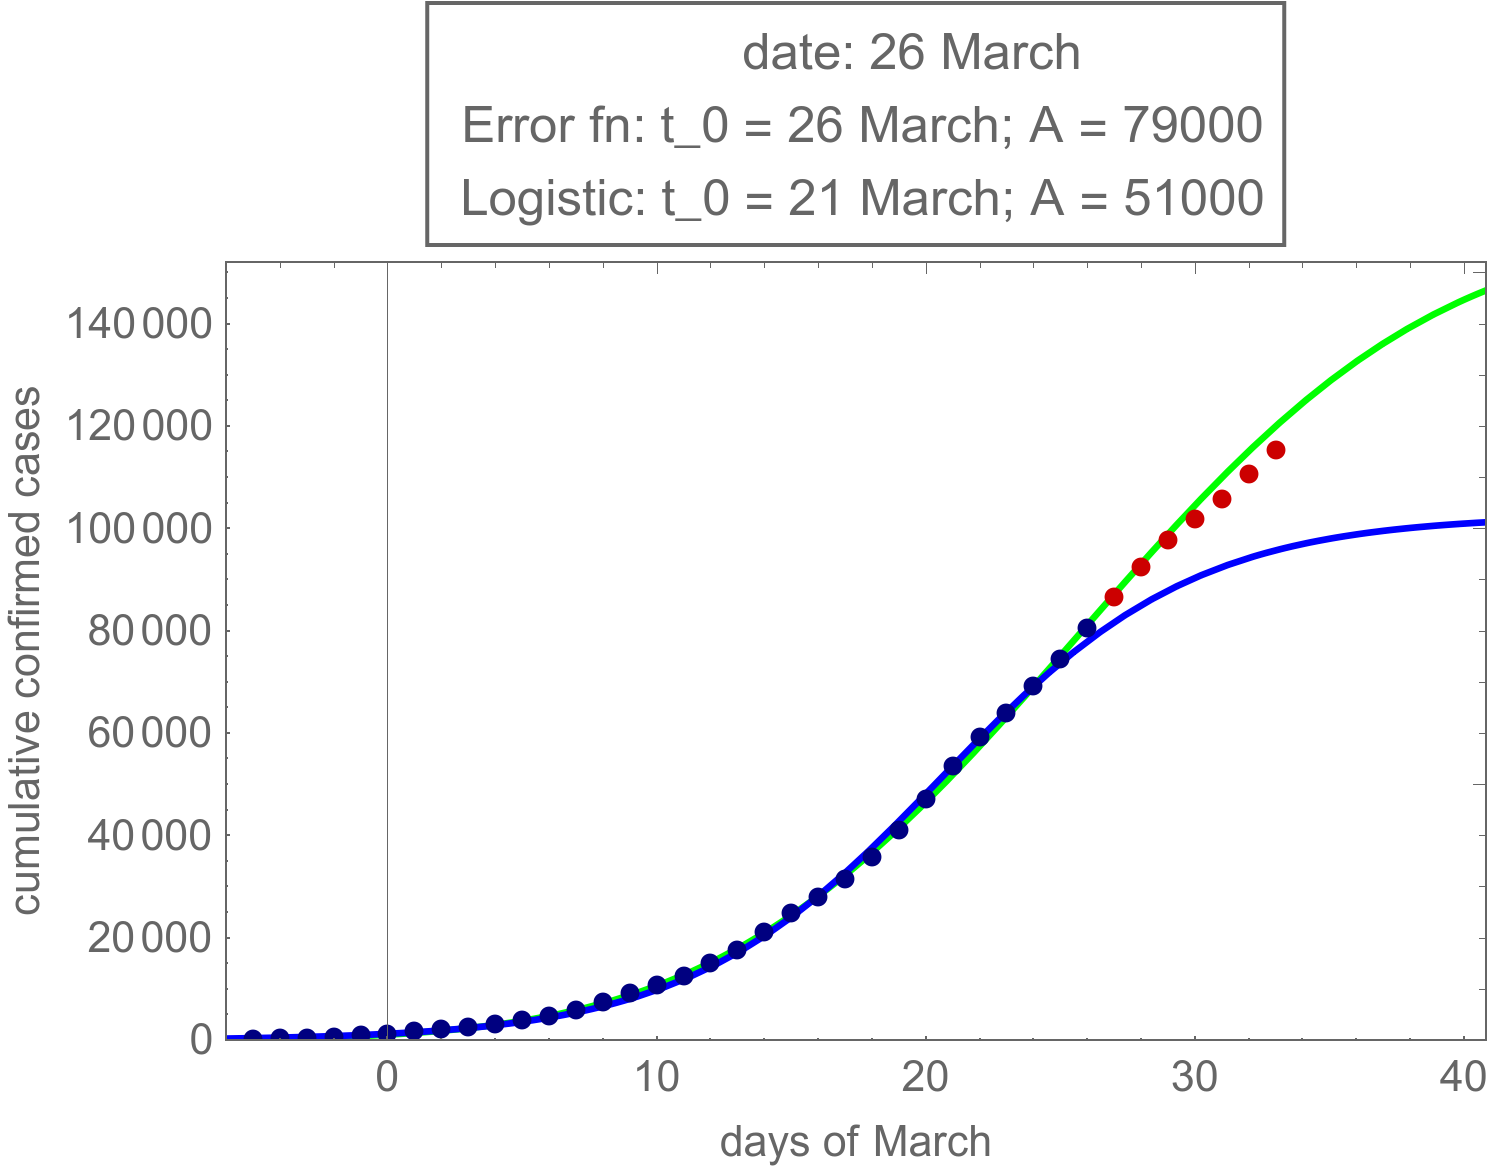 date: 26 March
Error fn: t_0 = 26 March; A = 79000
Logistic: t_0 = 21 March; A = 51000
cumulative confirmed cases
140 000
120 000
100 000
80 000
60 000
40 000
20 000
0
0 10 20 30 40
days of March